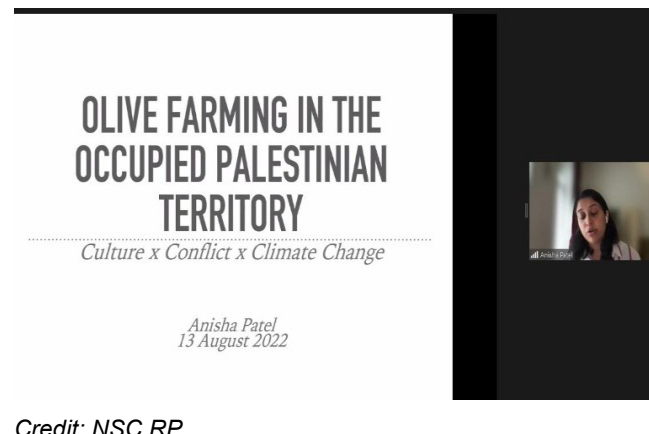 OLIVE FARMING IN THE
OCCUPIED PALESTINIAN
TERRITORY
Culture x Conflict x Climate Change
Anisha Patel
13 August 2022
Anisha Patel
Credit: NSC RP